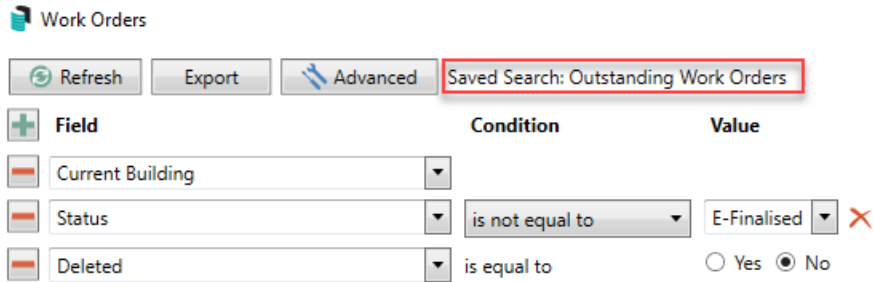 Work Orders
Refresh Export Advanced Saved Search: Outstanding Work Orders
Field Condition Value
Current Building
Status is not equal to E-Finalised
Deleted is equal to Yes No